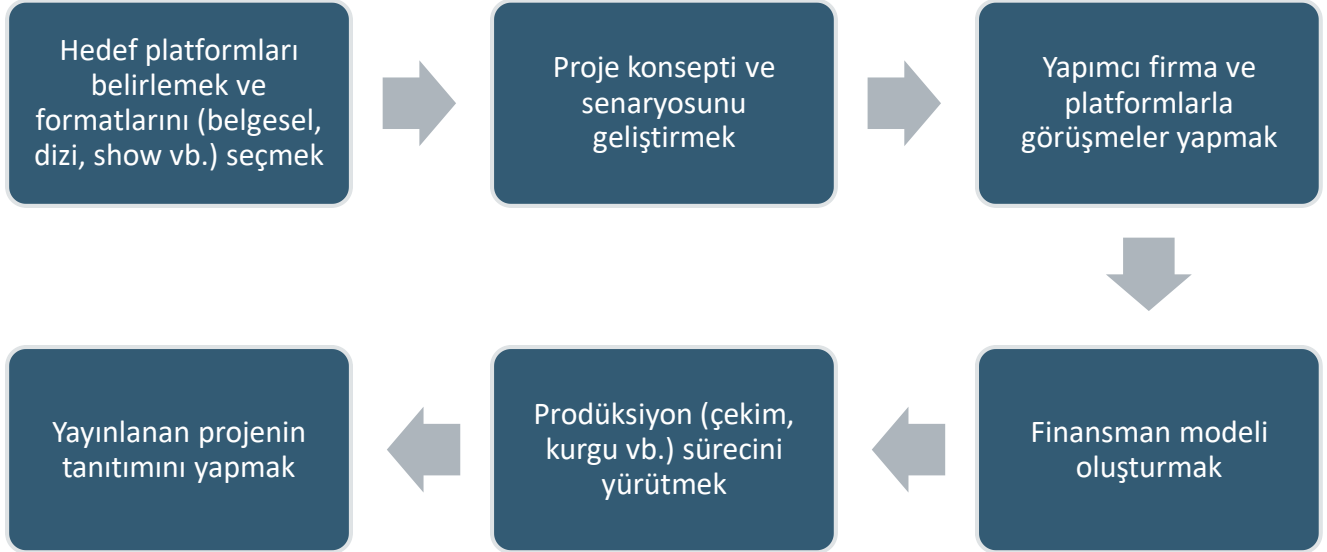 Hedef platformları
belirlemek ve
formatlarını (belgesel,
dizi, show vb.) seçmek
Proje konsepti ve
senaryosunu
geliştirmek
Yapımcı firma ve
platformlarla
görüşmeler yapmak
Finansman modeli
oluşturmak
Prodüksiyon (çekim,
kurgu vb.) sürecini
yürütmek
Yayınlanan projenin
tanıtımını yapmak